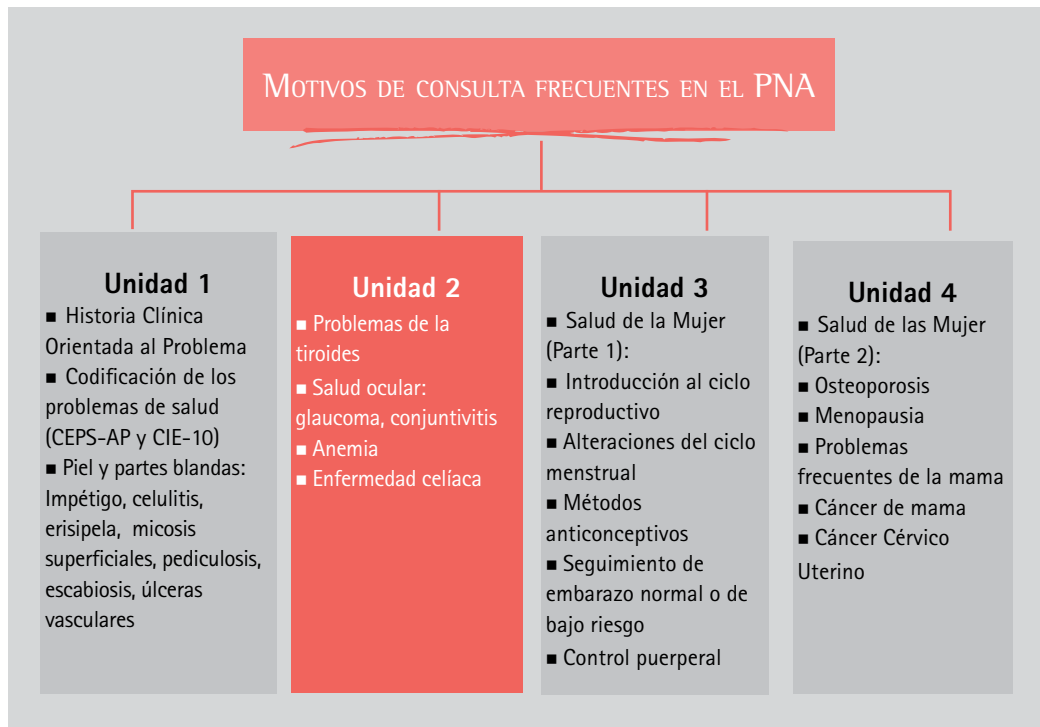 MOTIVOS DE CONSULTA FRECUENTES EN EL PNA
Unidad 1
■ Historia Clínica
Orientada al Problema
■ Codificación de los
problemas de salud
(CEPS-AP y CIE-10)
■ Piel y partes blandas:
Impétigo, celulitis,
erisipela, micosis
superficiales, pediculosis,
escabiosis, úlceras
vasculares
Unidad 2
■ Problemas de la
tiroides
■ Salud ocular:
glaucoma, conjuntivitis
■ Anemia
■ Enfermedad celíaca
Unidad 3
■ Salud de la Mujer
(Parte 1):
■ Introducción al ciclo
reproductivo
■ Alteraciones del ciclo
menstrual
■ Métodos
anticonceptivos
■ Seguimiento de
embarazo normal o de
bajo riesgo
■ Control puerperal
Unidad 4
■ Salud de las Mujer
(Parte 2):
■ Osteoporosis
■ Menopausia
■ Problemas
frecuentes de la mama
■ Cáncer de mama
■ Cáncer Cérvico
Uterino